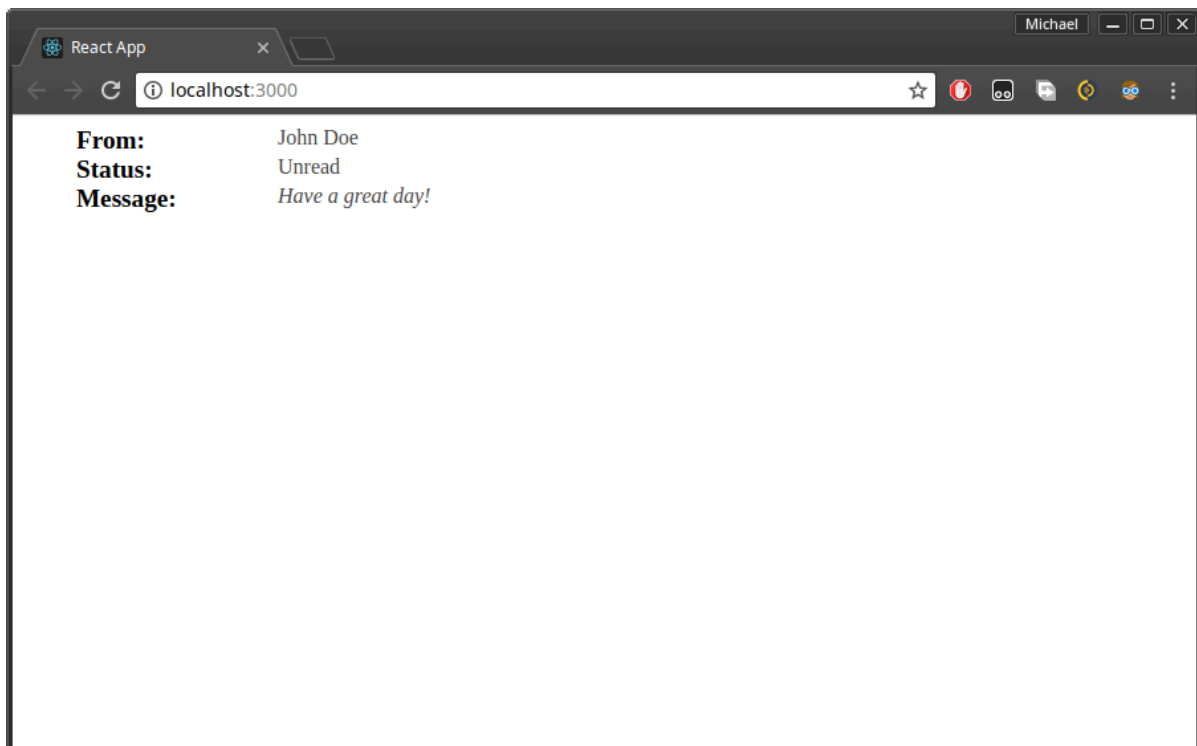 Michael
React App
localhost:3000
From: John Doe
Status: Unread
Message: Have a great day!